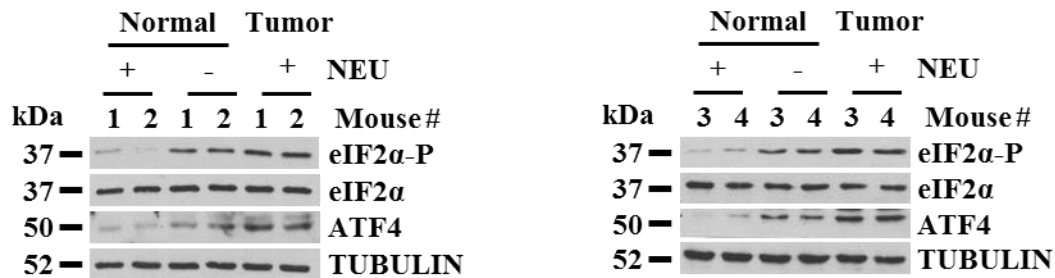 Normal Tumor
+ - + NEU
kDa 1 2 1 2 1 2 Mouse #
37 eIF2α-P
37 eIF2α
50 ATF4
52 TUBULIN
Normal Tumor
+ - + NEU
kDa 3 4 3 4 3 4 Mouse #
37 eIF2α-P
37 eIF2α
50 ATF4
52 TUBULIN